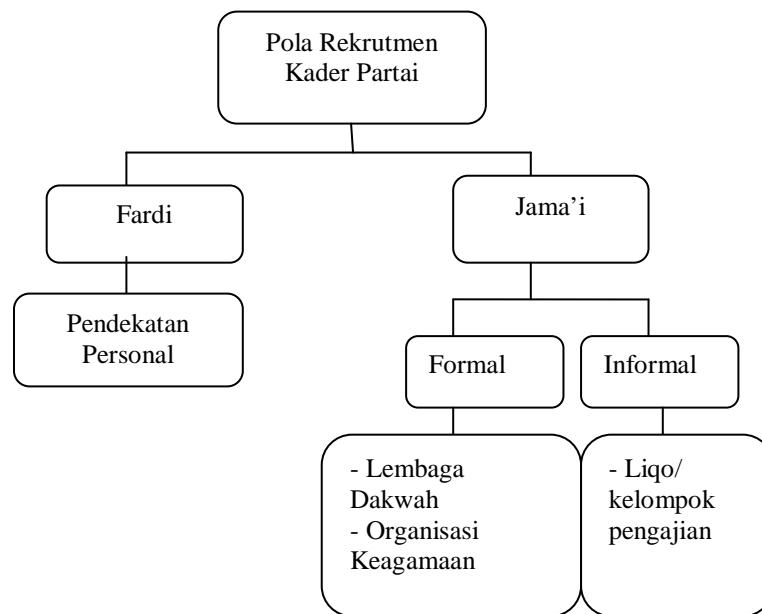 Pola Rekrutmen
Kader Partai
Fardi
Jama’i
Pendekatan
Personal
Formal
Informal
- Lembaga
Dakwah
- Organisasi
Keagamaan
- Liqo/
kelompok
pengajian